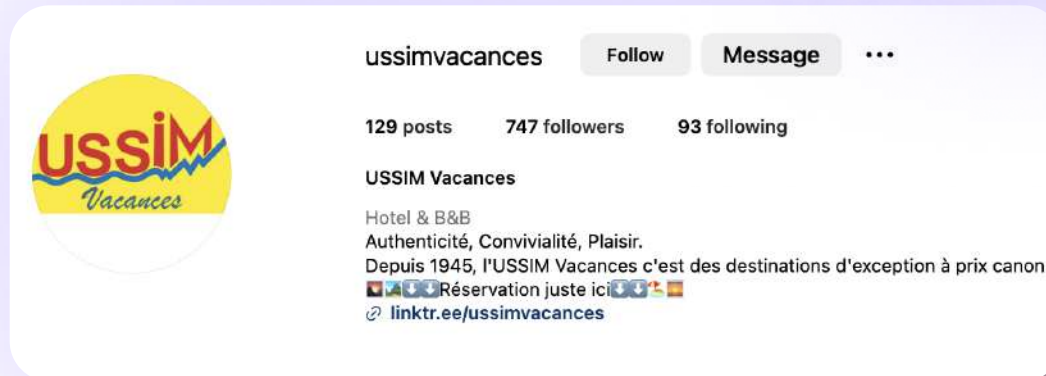 USSiM
Vacances
ussimvacances Follow Message •••
129 posts 747 followers 93 following
USSIM Vacances
Hotel & B&B
Authenticité, Convivialité, Plaisir.
Depuis 1945, l'USSIM Vacances c'est des destinations d'exception à prix canon
🌄🏞️⬇️⬇️Réservation juste ici⬇️⬇️🏖️🌅
linktr.ee/ussimvacances